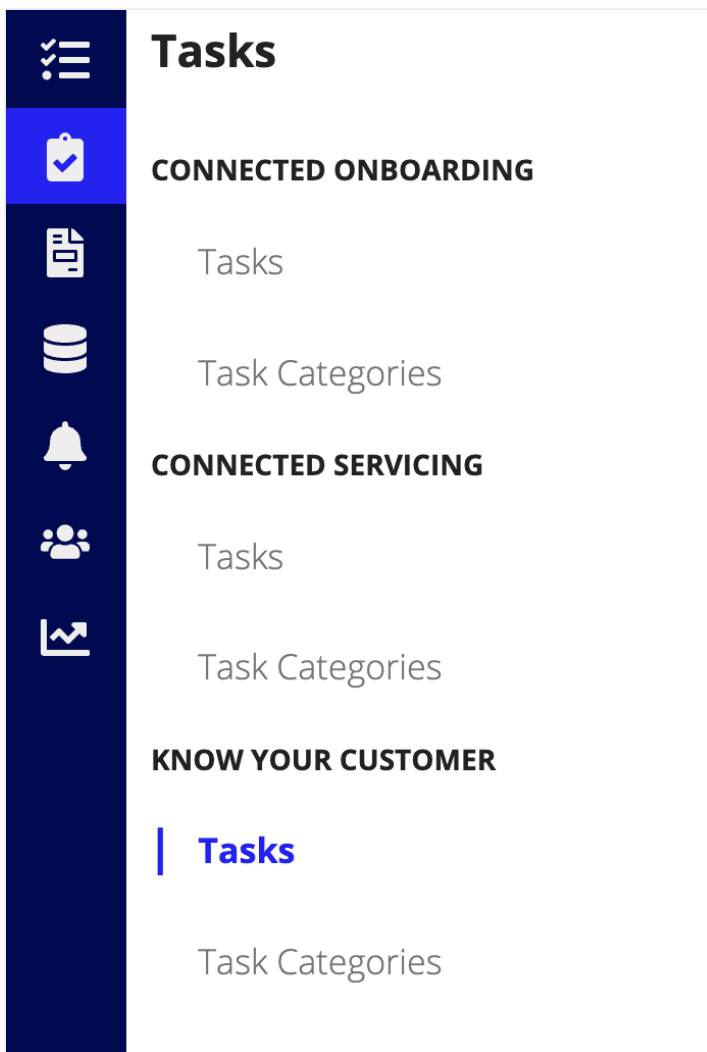 Tasks
CONNECTED ONBOARDING
Tasks
Task Categories
CONNECTED SERVICING
Tasks
Task Categories
KNOW YOUR CUSTOMER
Tasks
Task Categories